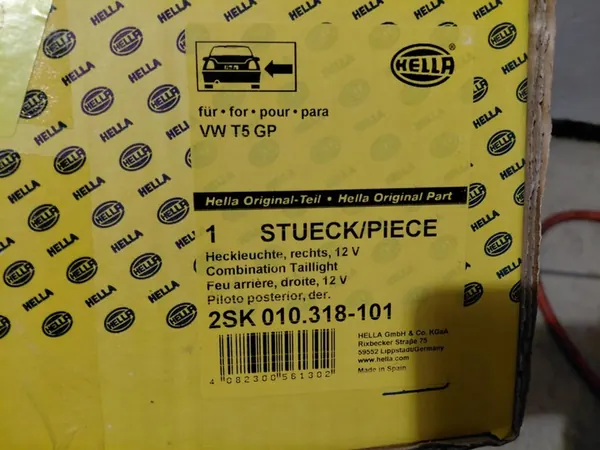 HELLA
für • for • pour • para
VW T5 GP
Hella Original-Teil • Hella Original Part
1 STUECK/PIECE
Heckleuchte, rechts, 12 V
Combination Taillight
Feu arrière, droite, 12 V
Piloto posterior, der.
2SK 010.318-101
HELLA GmbH & Co. KGaA
Rixbecker Straße 75
59552 Lippstadt/Germany
www.hella.com
Made in Spain
4 082300 561302